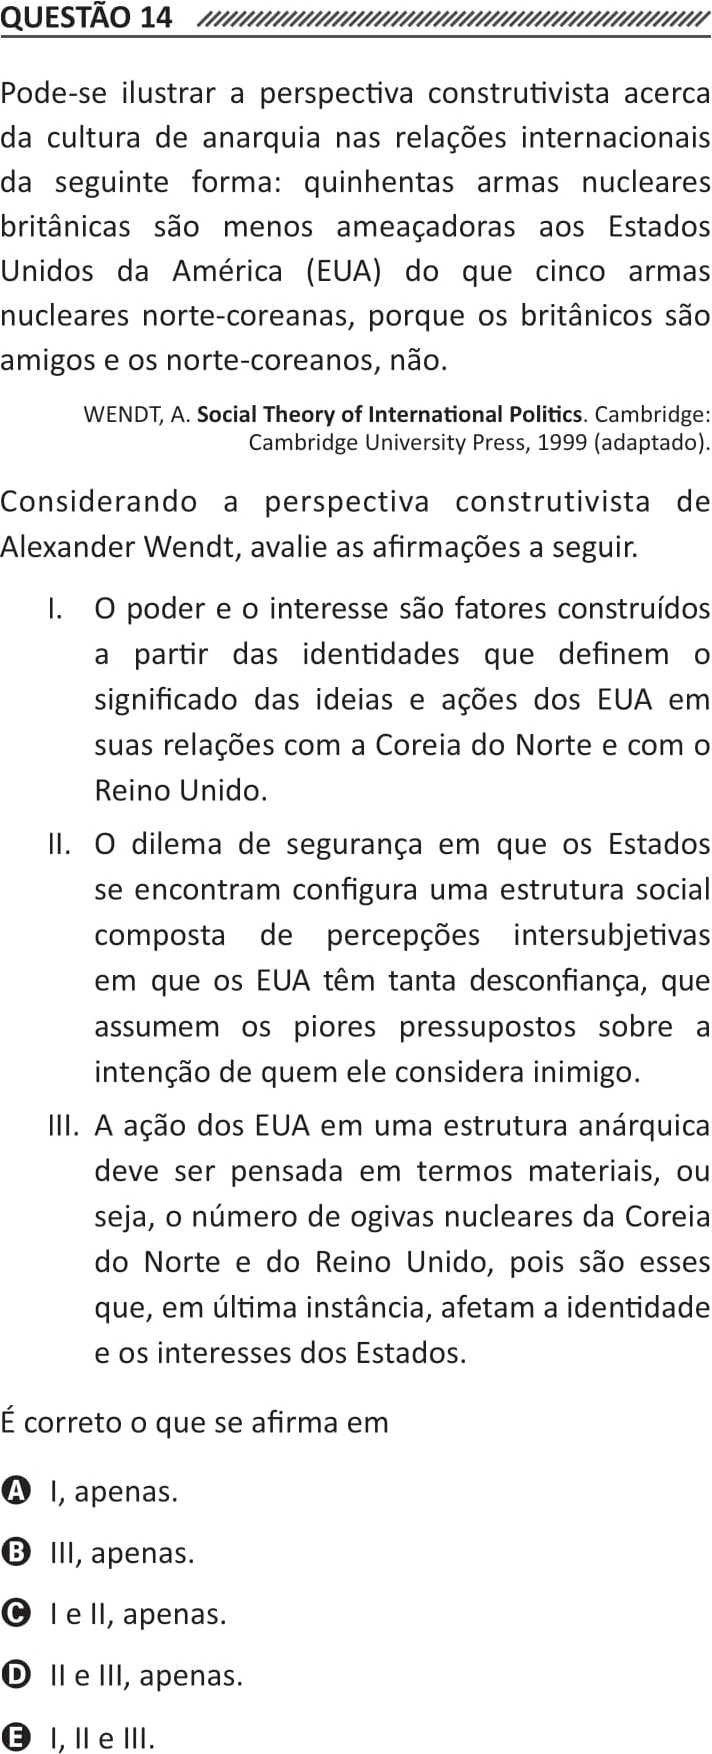 QUESTÃO 14
Pode-se ilustrar a perspectiva construtivista acerca
da cultura de anarquia nas relações internacionais
da seguinte forma: quinhentas armas nucleares
britânicas são menos ameaçadoras aos Estados
Unidos da América (EUA) do que cinco armas
nucleares norte-coreanas, porque os britânicos são
amigos e os norte-coreanos, não.
WENDT, A. Social Theory of International Politics. Cambridge:
Cambridge University Press, 1999 (adaptado).
Considerando a perspectiva construtivista de
Alexander Wendt, avalie as afirmações a seguir.
I. O poder e o interesse são fatores construídos
a partir das identidades que definem o
significado das ideias e ações dos EUA em
suas relações com a Coreia do Norte e com o
Reino Unido.
II. O dilema de segurança em que os Estados
se encontram configura uma estrutura social
composta de percepções intersubjetivas
em que os EUA têm tanta desconfiança, que
assumem os piores pressupostos sobre a
intenção de quem ele considera inimigo.
III. A ação dos EUA em uma estrutura anárquica
deve ser pensada em termos materiais, ou
seja, o número de ogivas nucleares da Coreia
do Norte e do Reino Unido, pois são esses
que, em última instância, afetam a identidade
e os interesses dos Estados.
É correto o que se afirma em
A I, apenas.
B III, apenas.
C I e II, apenas.
D II e III, apenas.
E I, II e III.